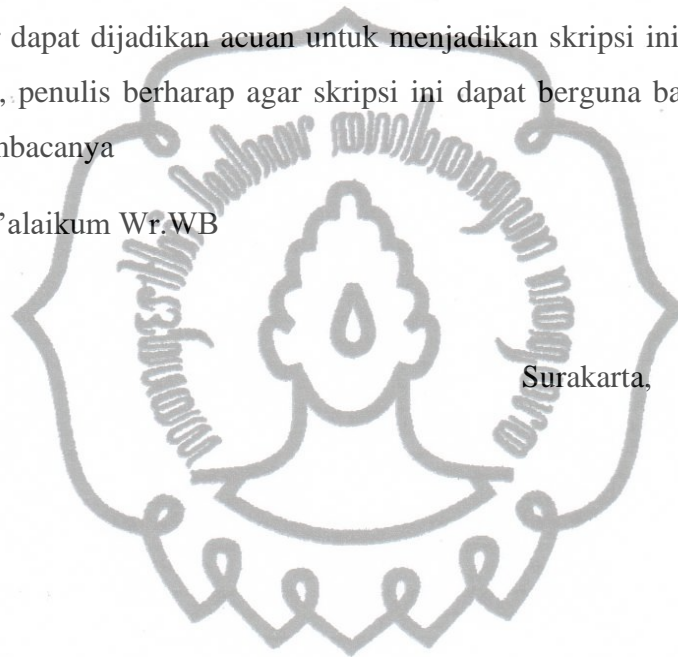 dapat dijadikan acuan untuk menjadikan skripsi ini
, penulis berharap agar skripsi ini dapat berguna ba
mbacanya
’alaikum Wr.WB
Surakarta,